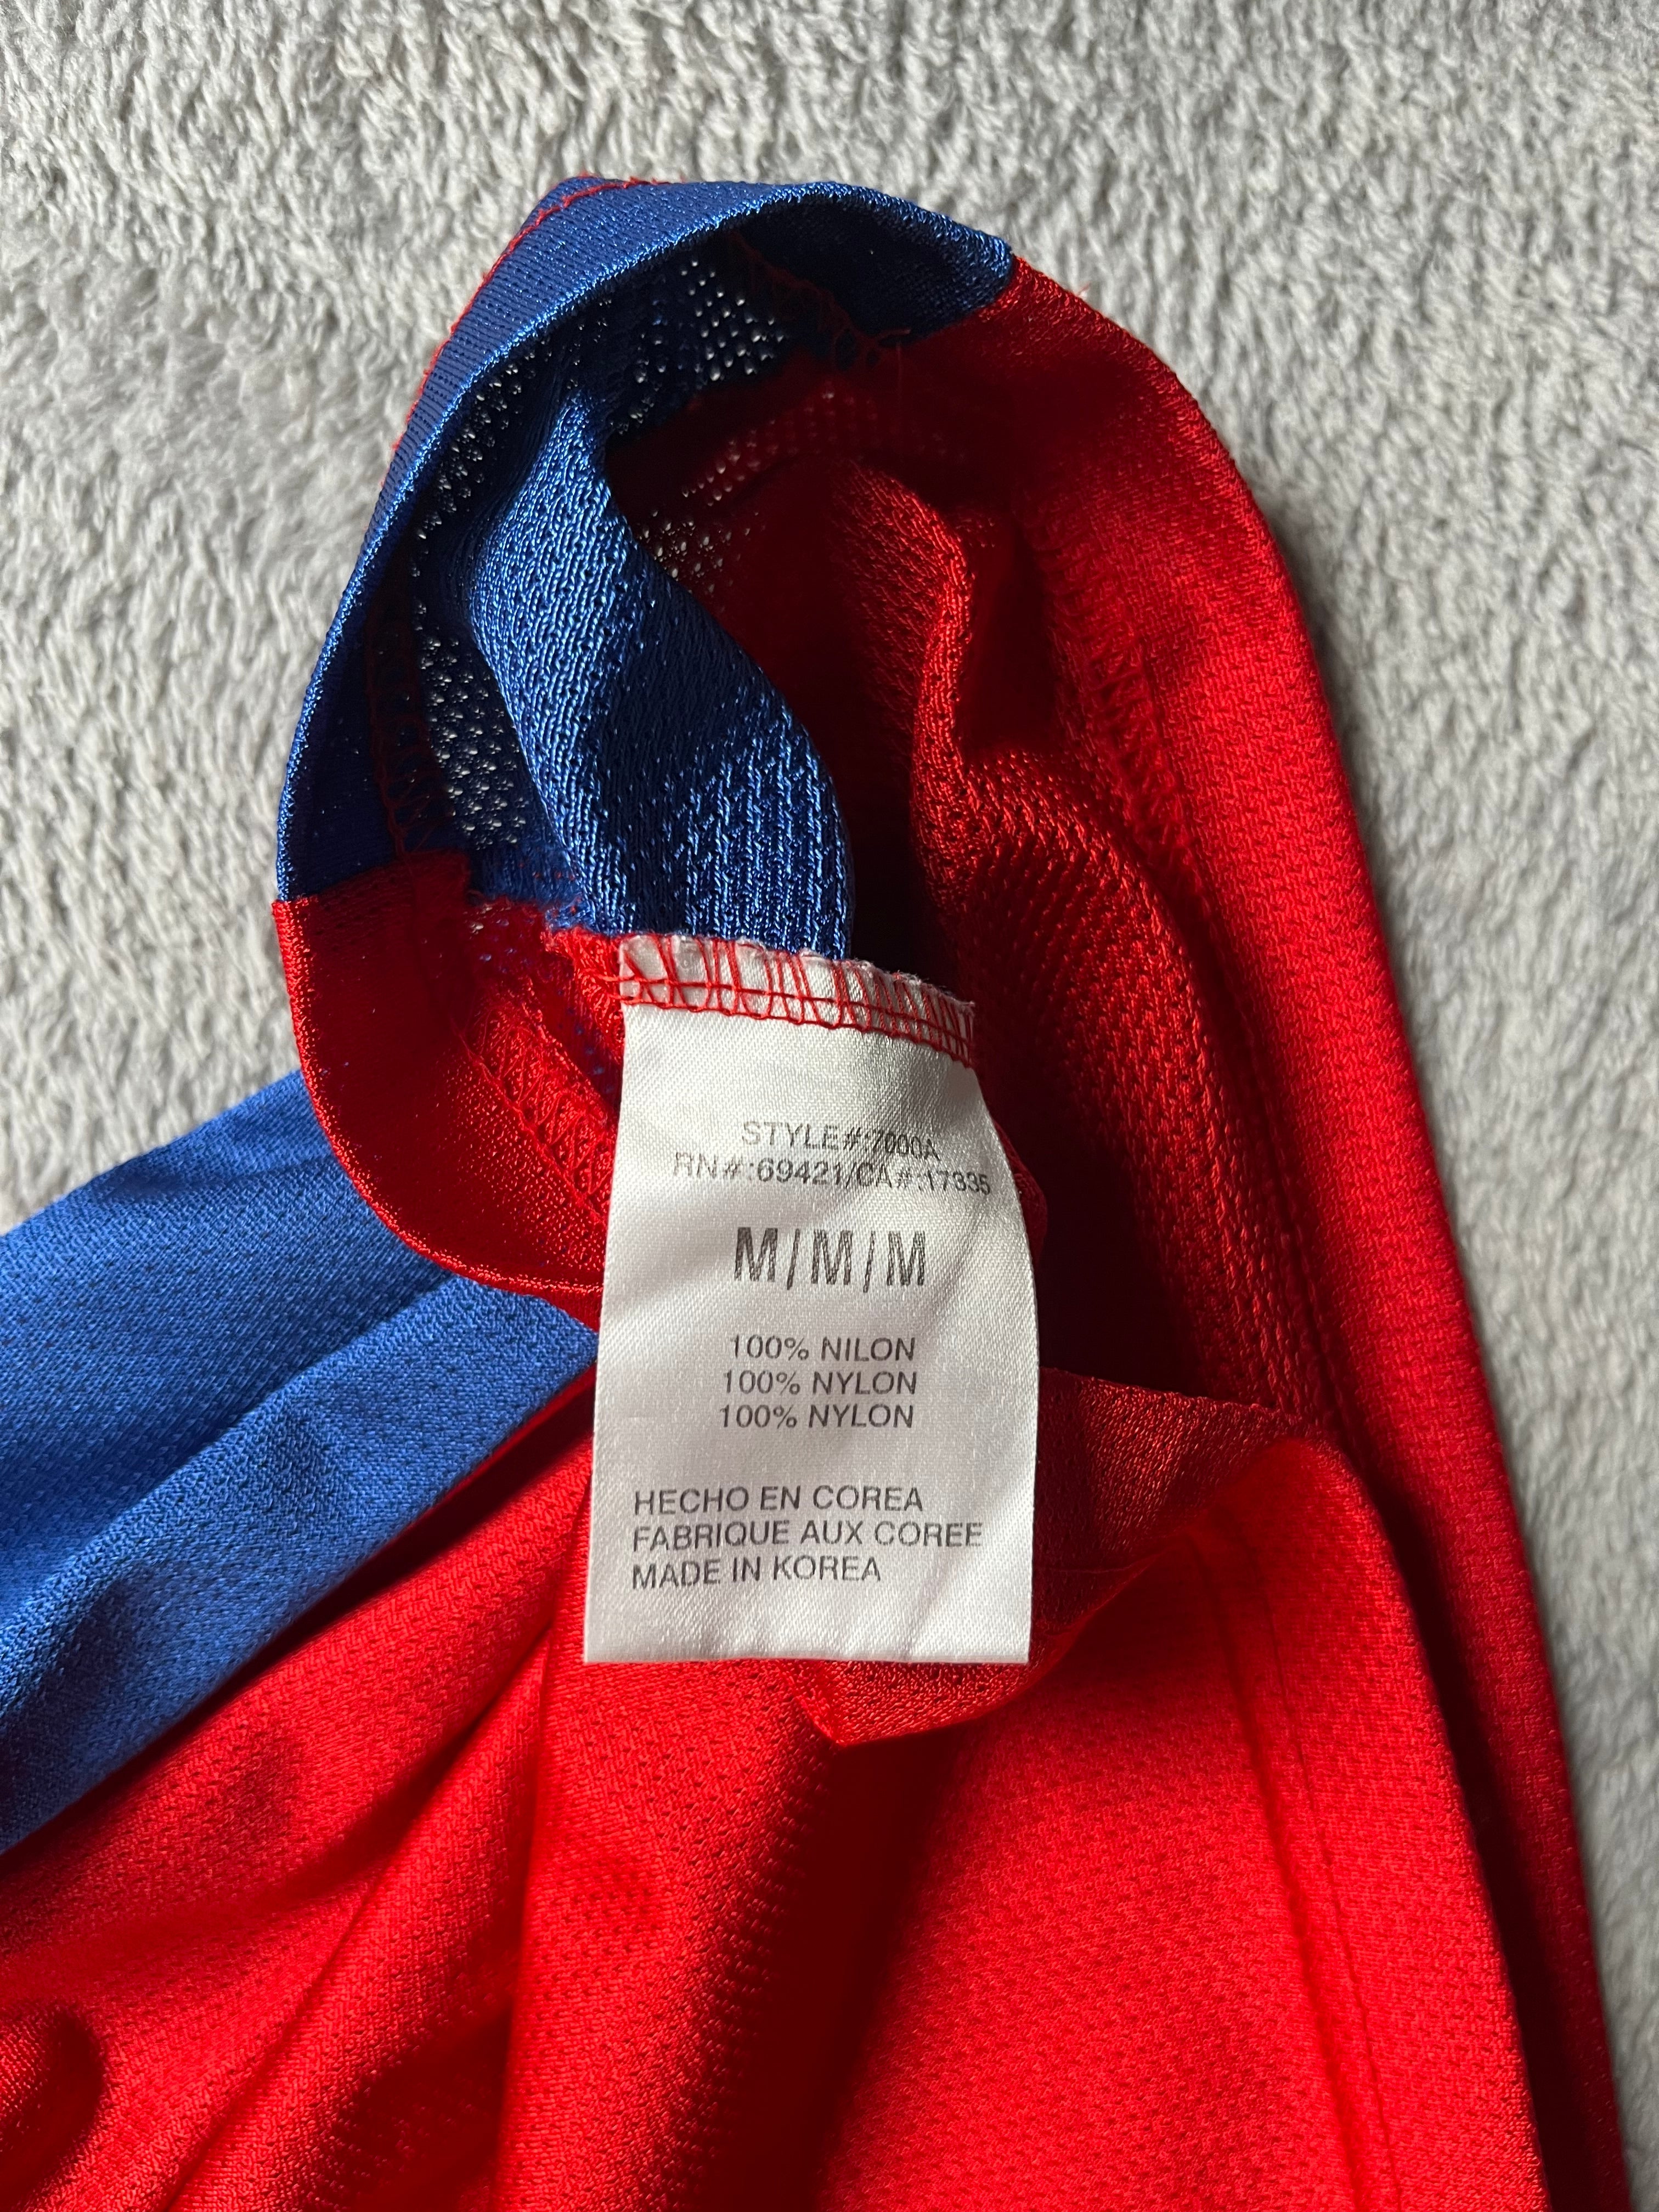 STYLE#:7000A
RN#:69421/CA#:17335
M/M/M
100% NILON
100% NYLON
100% NYLON
HECHO EN COREA
FABRIQUE AUX COREE
MADE IN KOREA